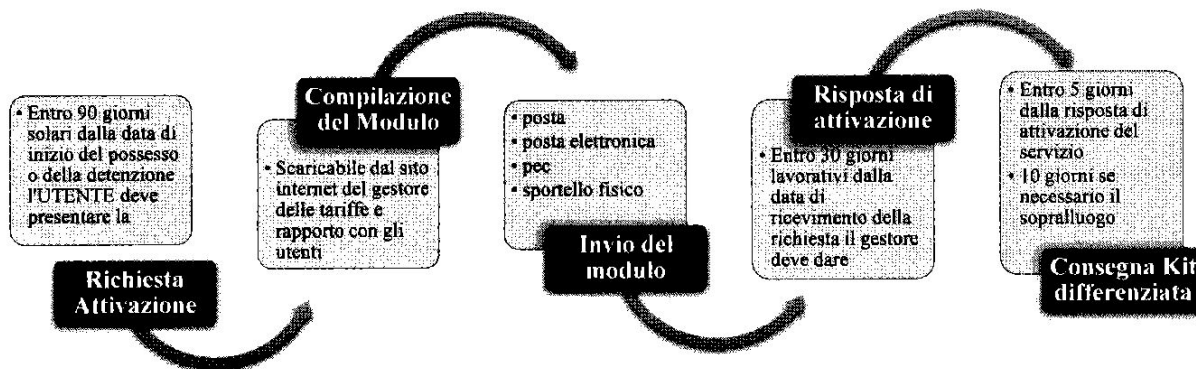 • Entro 90 giorni
solari dalla data di
inizio del possesso
o della detenzione
l'UTENTE deve
presentare la
Richiesta
Attivazione
Compilazione
del Modulo
• Scaricabile dal sito
internet del gestore
delle tariffe e
rapporto con gli
utenti
• posta
• posta elettronica
• pec
• sportello fisico
Invio del
modulo
Risposta di
attivazione
• Entro 30 giorni
lavorativi dalla
data di
ricevimento della
richiesta il gestore
deve dare
• Entro 5 giorni
dalla risposta di
attivazione del
servizio
• 10 giorni se
necessario il
sopralluogo
Consegna Kit
differenziata